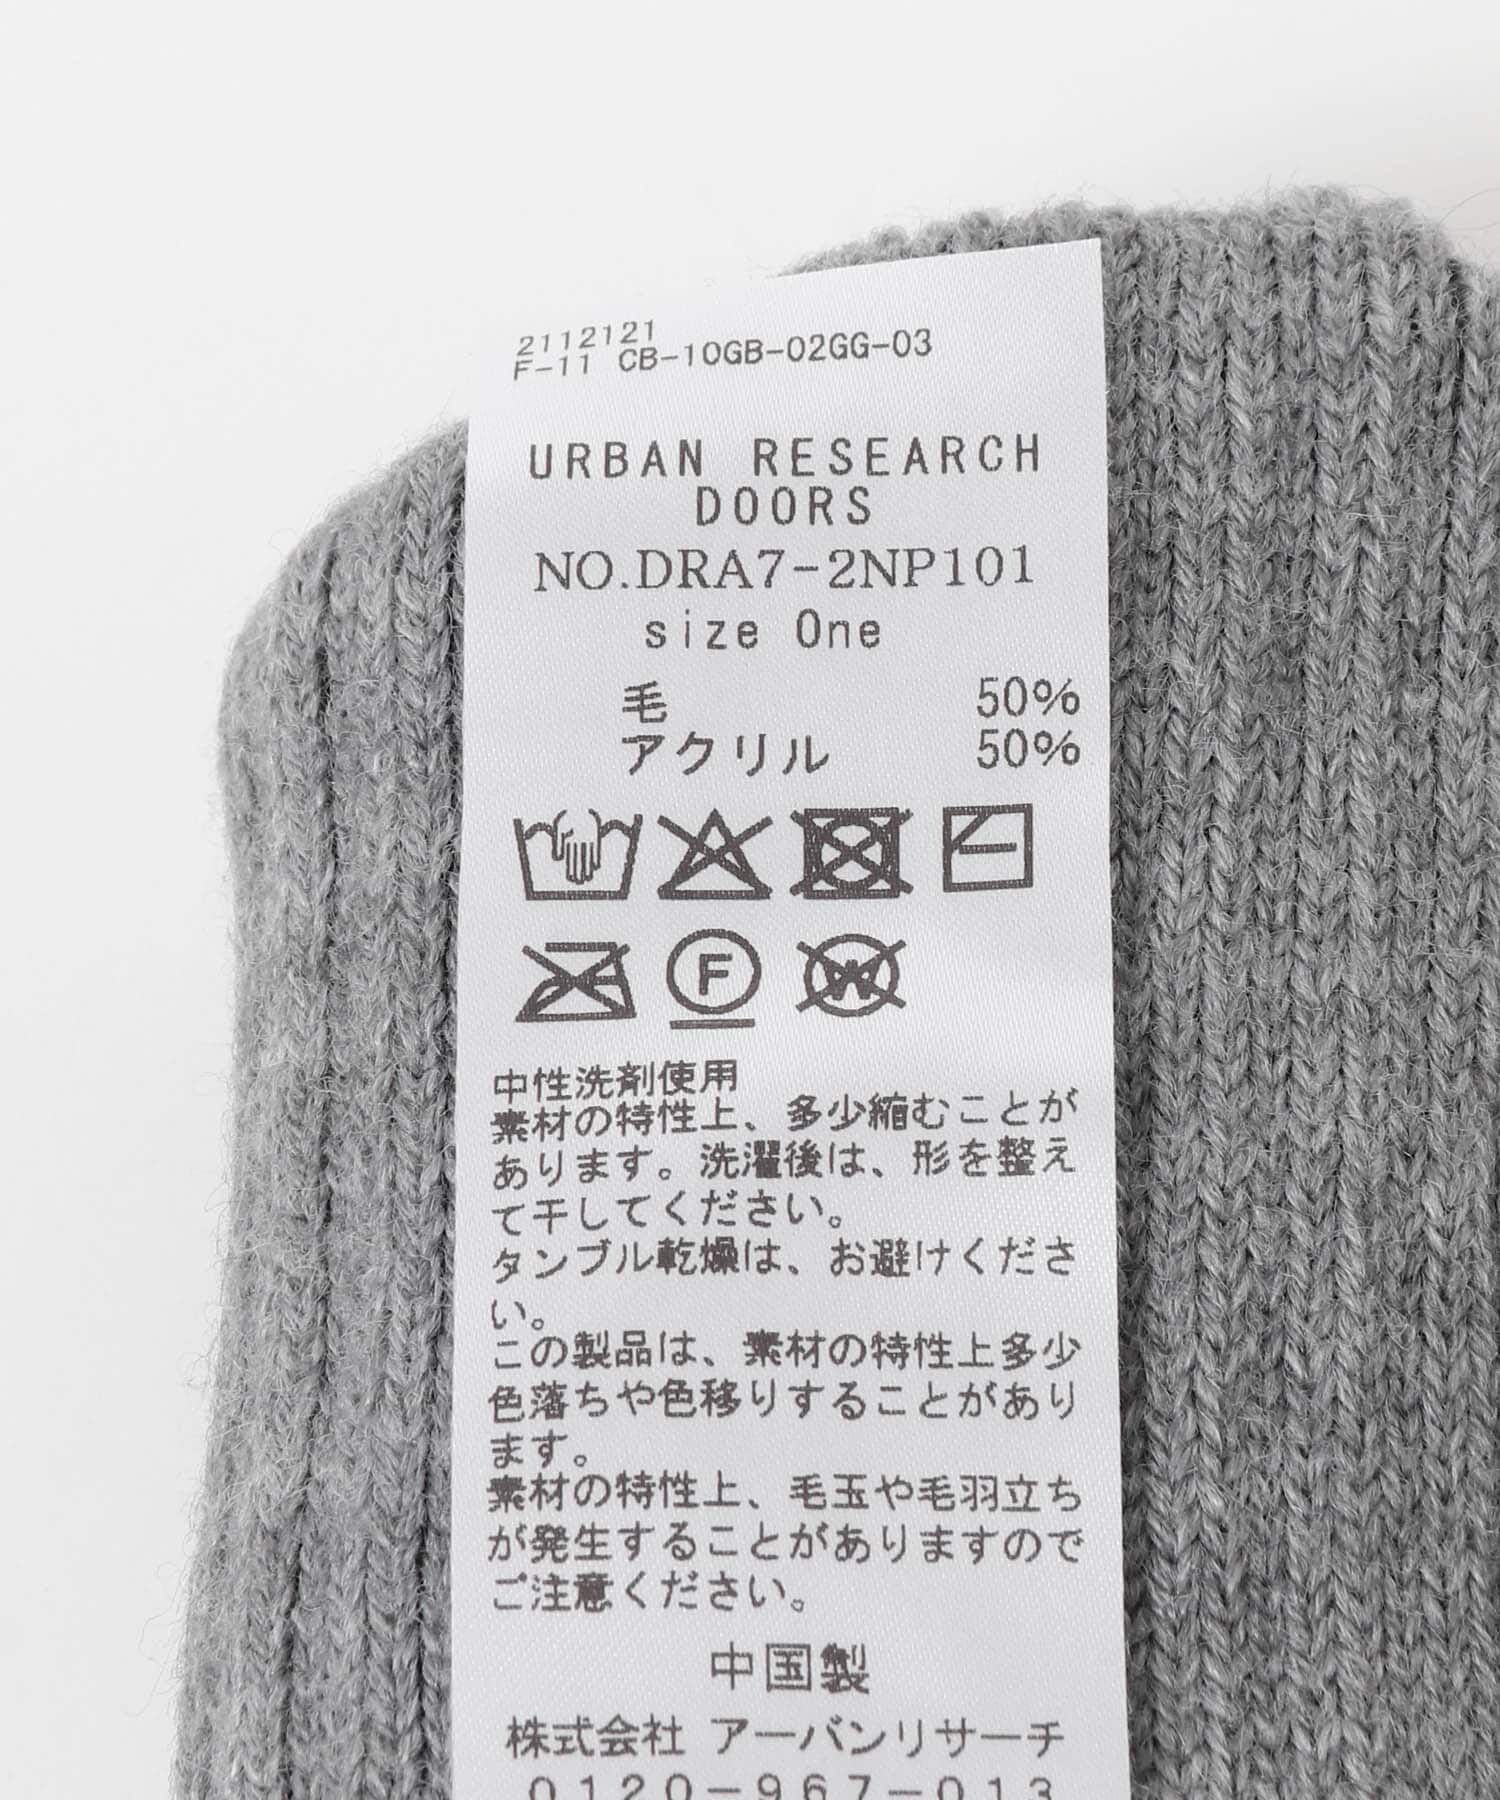 2112121
F-11 CB-10GB-02GG-03
URBAN RESEARCH
DOORS
NO.DRA7-2NP101
size One
毛 50%
アクリル 50%
F W
中性洗剤使用
素材の特性上、多少縮むことが
あります。洗濯後は、形を整え
て干してください。
タンブル乾燥は、お避けくださ
い。
この製品は、素材の特性上多少
色落ちや色移りすることがあり
ます。
素材の特性上、毛玉や毛羽立ち
が発生することがありますので
ご注意ください。
中国製
株式会社 アーバンリサーチ
0120-967-013